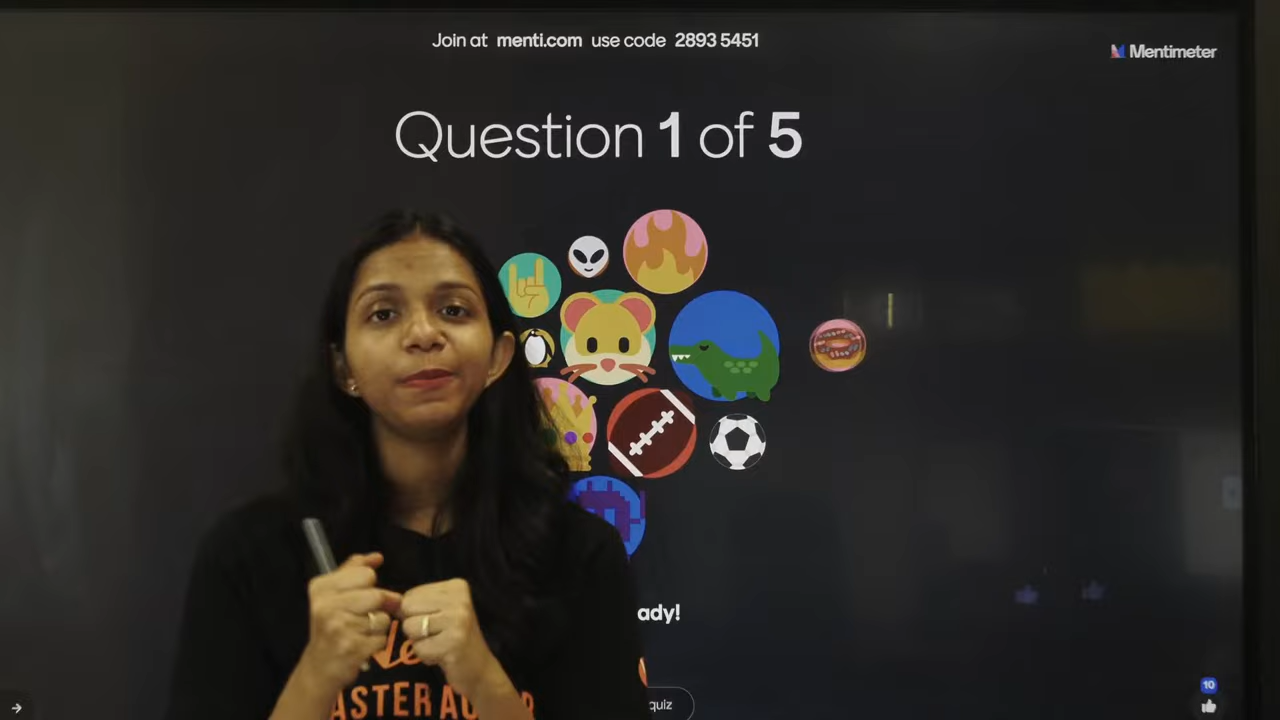 Join at menti.com use code 2893 5451
Mentimeter
Question 1 of 5
ady!
quiz
10